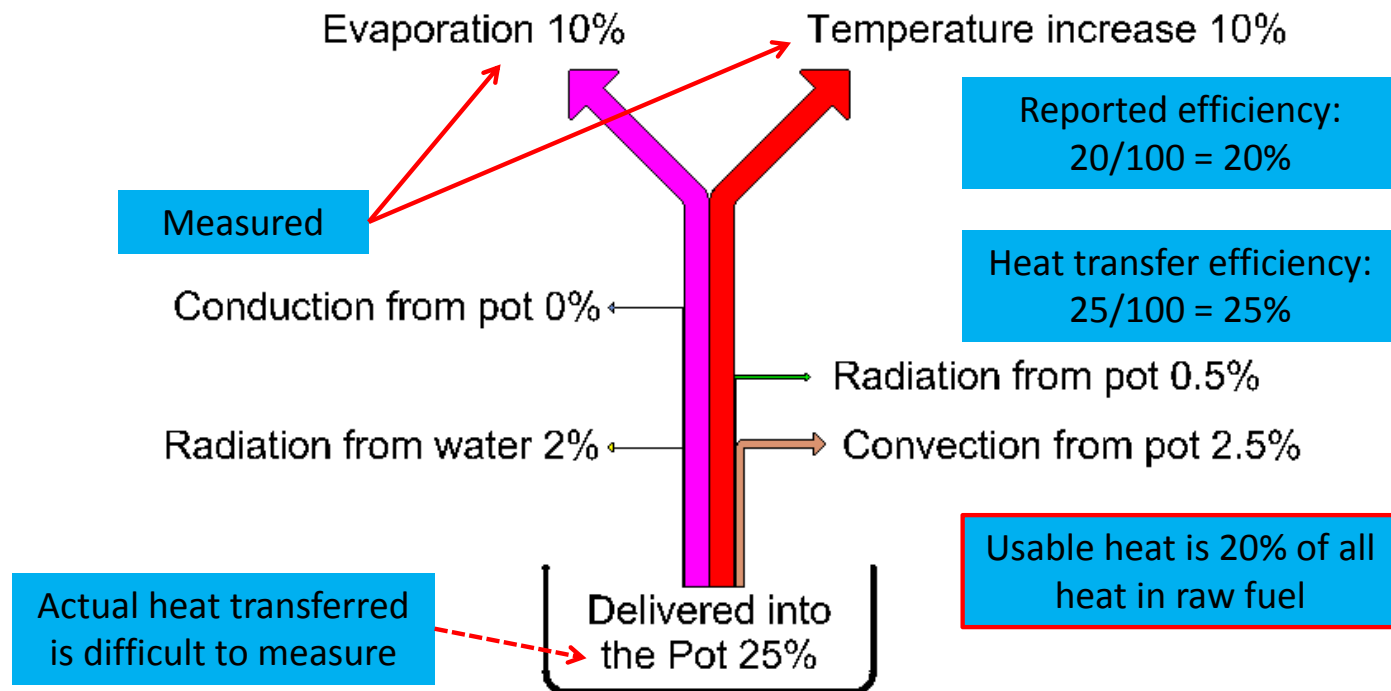 Evaporation 10%
Temperature increase 10%
Reported efficiency:
20/100 = 20%
Measured
Heat transfer efficiency:
25/100 = 25%
Conduction from pot 0%
Radiation from pot 0.5%
Radiation from water 2%
Convection from pot 2.5%
Usable heat is 20% of all
heat in raw fuel
Actual heat transferred
is difficult to measure
Delivered into
the Pot 25%